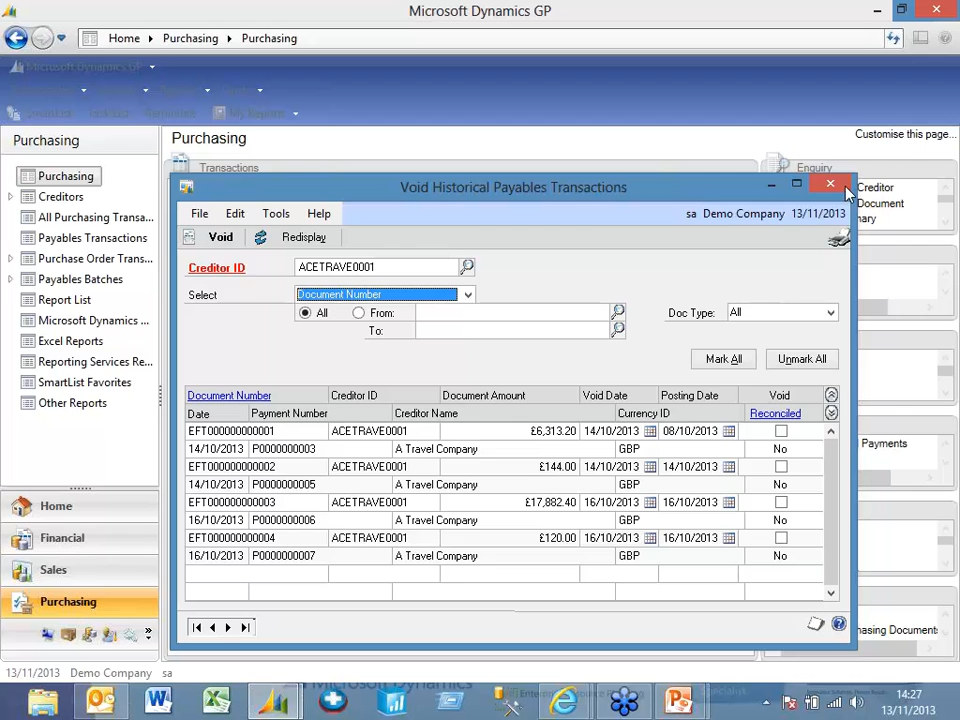 Microsoft Dynamics GP
Home Purchasing Purchasing
Microsoft Dynamics GP
Purchasing
Purchasing
Customise this page...
Purchasing
Creditors
All Purchasing Transa...
Payables Transactions
Purchase Order Trans...
Payables Batches
Report List
Microsoft Dynamics ...
Excel Reports
Reporting Services Re...
SmartList Favorites
Other Reports
Home
Financial
Sales
Purchasing
Transactions
Enquiry
Creditor
Document
Payments
Void Historical Payables Transactions
File Edit Tools Help
sa Demo Company 13/11/2013
Void Redisplay
Creditor ID ACETRAVE0001
Select Document Number
All From:
To:
Doc Type: All
Mark All Unmark All
Document Number Creditor ID Document Amount Void Date Posting Date Void
Date Payment Number Creditor Name Currency ID Reconciled
EFT000000000001 ACETRAVE0001 £6,313.20 14/10/2013 08/10/2013
14/10/2013 P0000000003 A Travel Company GBP No
EFT000000000002 ACETRAVE0001 £144.00 14/10/2013 14/10/2013
14/10/2013 P0000000005 A Travel Company GBP No
EFT000000000003 ACETRAVE0001 £17,882.40 16/10/2013 16/10/2013
16/10/2013 P0000000006 A Travel Company GBP No
EFT000000000004 ACETRAVE0001 £120.00 16/10/2013 16/10/2013
16/10/2013 P0000000007 A Travel Company GBP No
13/11/2013 Demo Company sa
14:27
13/11/2013